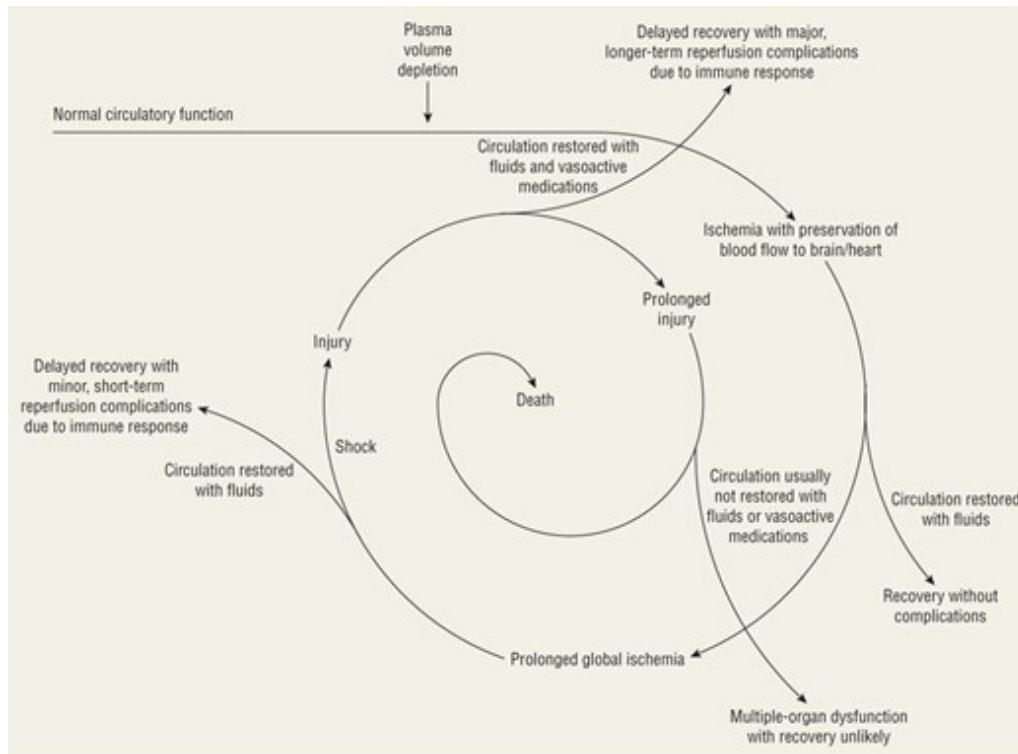 Plasma
volume
depletion
Delayed recovery with major,
longer-term reperfusion complications
due to immune response
Normal circulatory function
Circulation restored with
fluids and vasoactive
medications
Ischemia with preservation of
blood flow to brain/heart
Prolonged
injury
Injury
Delayed recovery with
minor, short-term
reperfusion complications
due to immune response
Death
Shock
Circulation restored
with fluids
Circulation usually
not restored with
fluids or vasoactive
medications
Circulation restored
with fluids
Recovery without
complications
Prolonged global ischemia
Multiple-organ dysfunction
with recovery unlikely